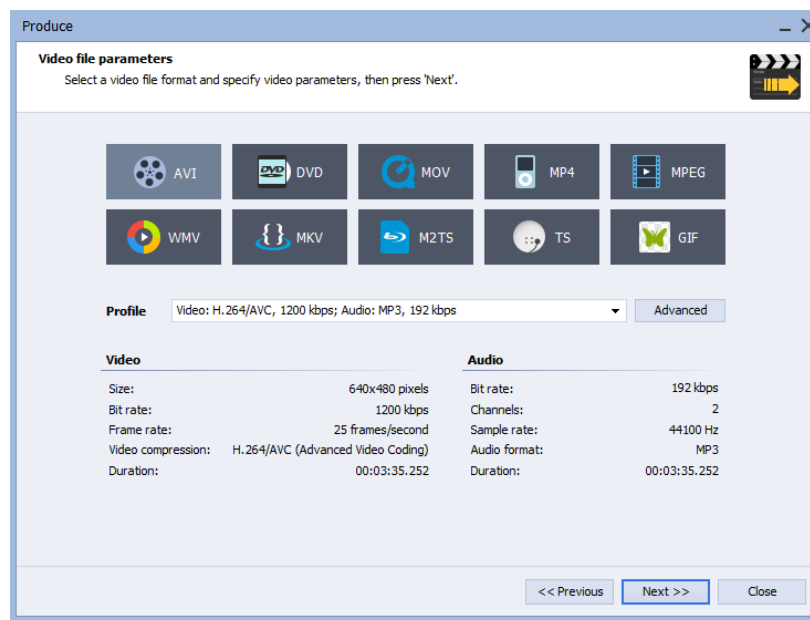 Produce
Video file parameters
Select a video file format and specify video parameters, then press 'Next'.
AVI
DVD DVD
MOV
MP4
MPEG
WMV
{} MKV
M2TS
TS
GIF
Profile Video: H.264/AVC, 1200 kbps; Audio: MP3, 192 kbps Advanced
Video Audio
Size: 640x480 pixels Bit rate: 192 kbps
Bit rate: 1200 kbps Channels: 2
Frame rate: 25 frames/second Sample rate: 44100 Hz
Video compression: H.264/AVC (Advanced Video Coding) Audio format: MP3
Duration: 00:03:35.252 Duration: 00:03:35.252
<< Previous Next >> Close